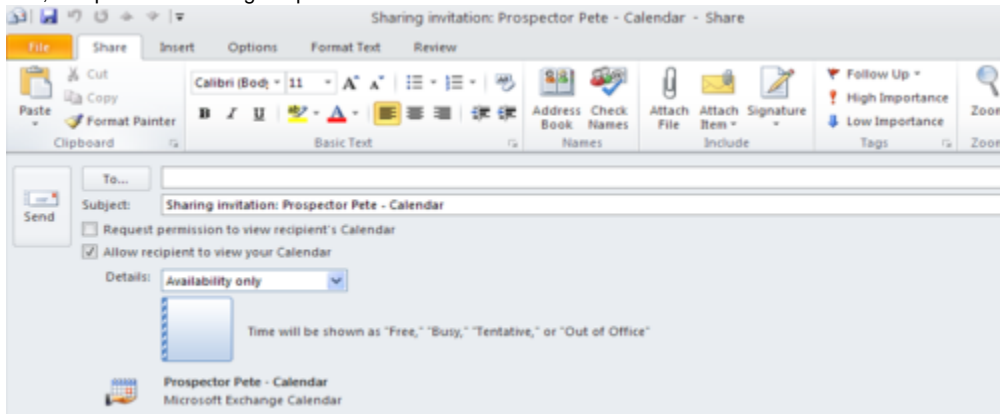 Sharing invitation: Prospector Pete - Calendar - Share
File Share Insert Options Format Text Review
Cut
Copy
Format Painter
Paste
Clipboard
Calibri (Body 11
B I U
Basic Text
Address Book
Check Names
Names
Attach File
Attach Item
Signature
Include
Follow Up
High Importance
Low Importance
Tags
Zoom
Zoom
To...
Send
Subject: Sharing invitation: Prospector Pete - Calendar
Request permission to view recipient's Calendar
Allow recipient to view your Calendar
Details: Availability only
Time will be shown as "Free," "Busy," "Tentative," or "Out of Office"
Prospector Pete - Calendar
Microsoft Exchange Calendar